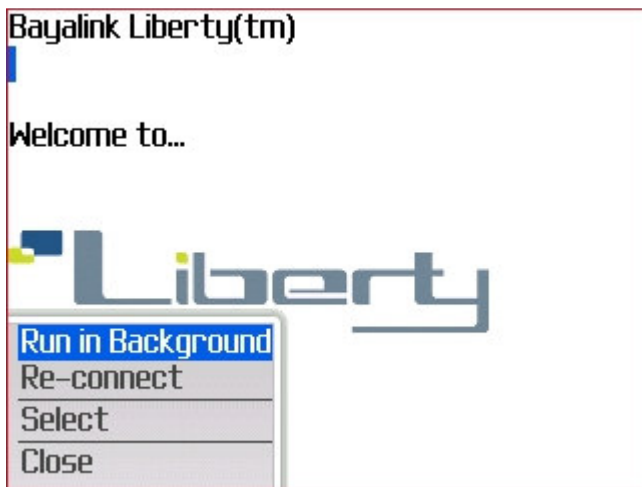 Bayalink Liberty(tm)
Welcome to...
Liberty
Run in Background
Re-connect
Select
Close